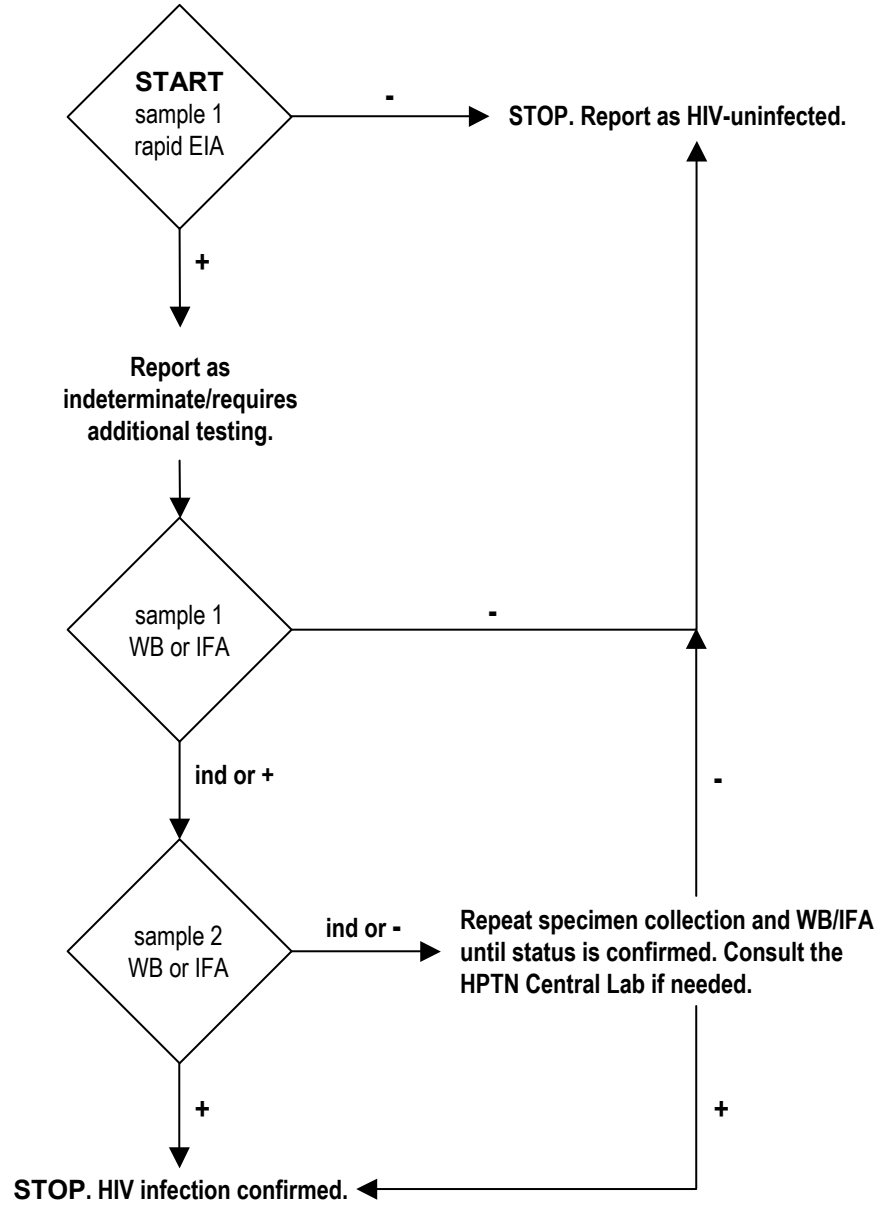 START
sample 1
rapid EIA
-
STOP. Report as HIV-uninfected.
+
Report as
indeterminate/requires
additional testing.
sample 1
WB or IFA
-
ind or +
-
sample 2
WB or IFA
ind or -
Repeat specimen collection and WB/IFA
until status is confirmed. Consult the
HPTN Central Lab if needed.
+
+
STOP. HIV infection confirmed.